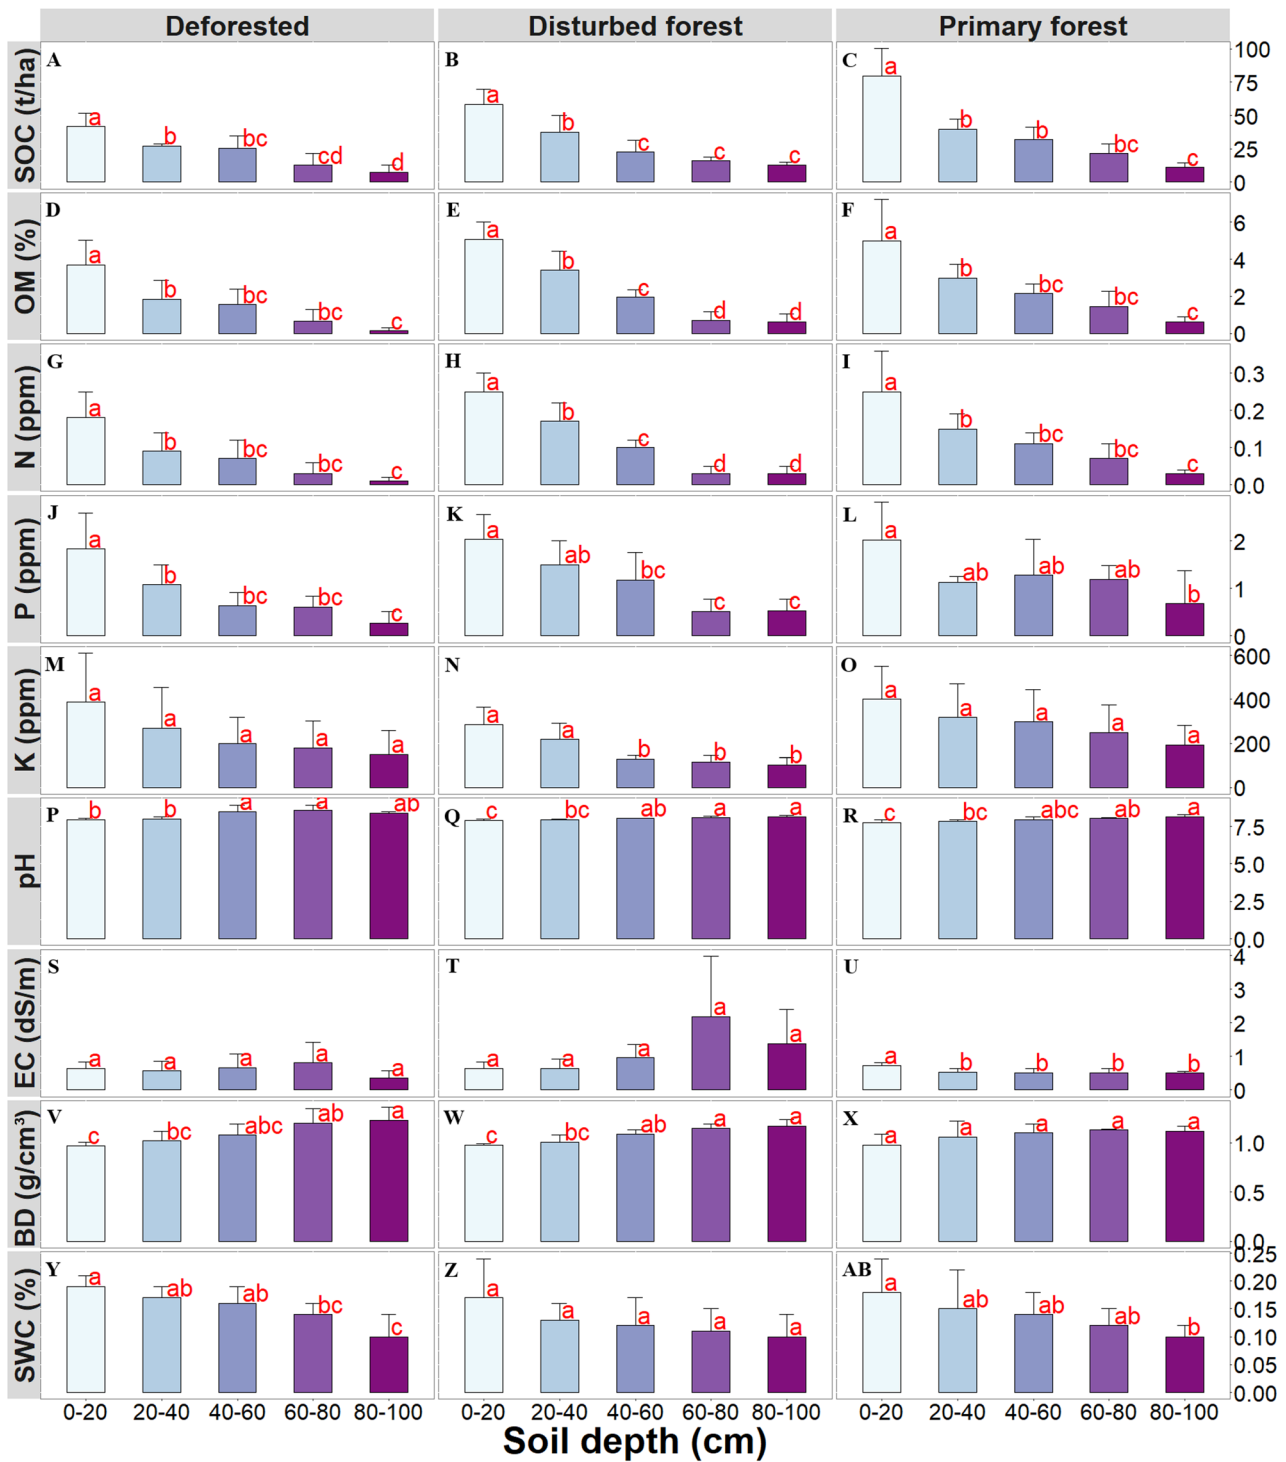 Deforested Disturbed forest Primary forest
SOC (t/ha)
A B C
a b bc cd d
a b c c c
a b b bc c
100
75
50
25
0
OM (%)
D E F
a b bc bc c
a b c d d
a b bc bc c
6
4
2
0
N (ppm)
G H I
a b bc bc c
a b c d d
a b bc bc c
0.3
0.2
0.1
0.0
P (ppm)
J K L
a b bc bc c
a ab bc c c
a ab ab ab b
2
1
0
K (ppm)
M N O
a a a a a
a a b b b
a a a a a
600
400
200
0
pH
P Q R
b b a a ab
c bc ab a a
c bc abc ab a
7.5
5.0
2.5
0.0
EC (dS/m)
S T U
a a a a a
a a a a a
a b b b b
4
3
2
1
0
BD (g/cm³)
V W X
c bc abc ab a
c bc ab a a
a a a a a
1.0
0.5
0.0
SWC (%)
Y Z AB
a ab ab bc c
a a a a a
a ab ab ab b
0.25
0.20
0.15
0.10
0.05
0.00
0-20 20-40 40-60 60-80 80-100 0-20 20-40 40-60 60-80 80-100 0-20 20-40 40-60 60-80 80-100
Soil depth (cm)